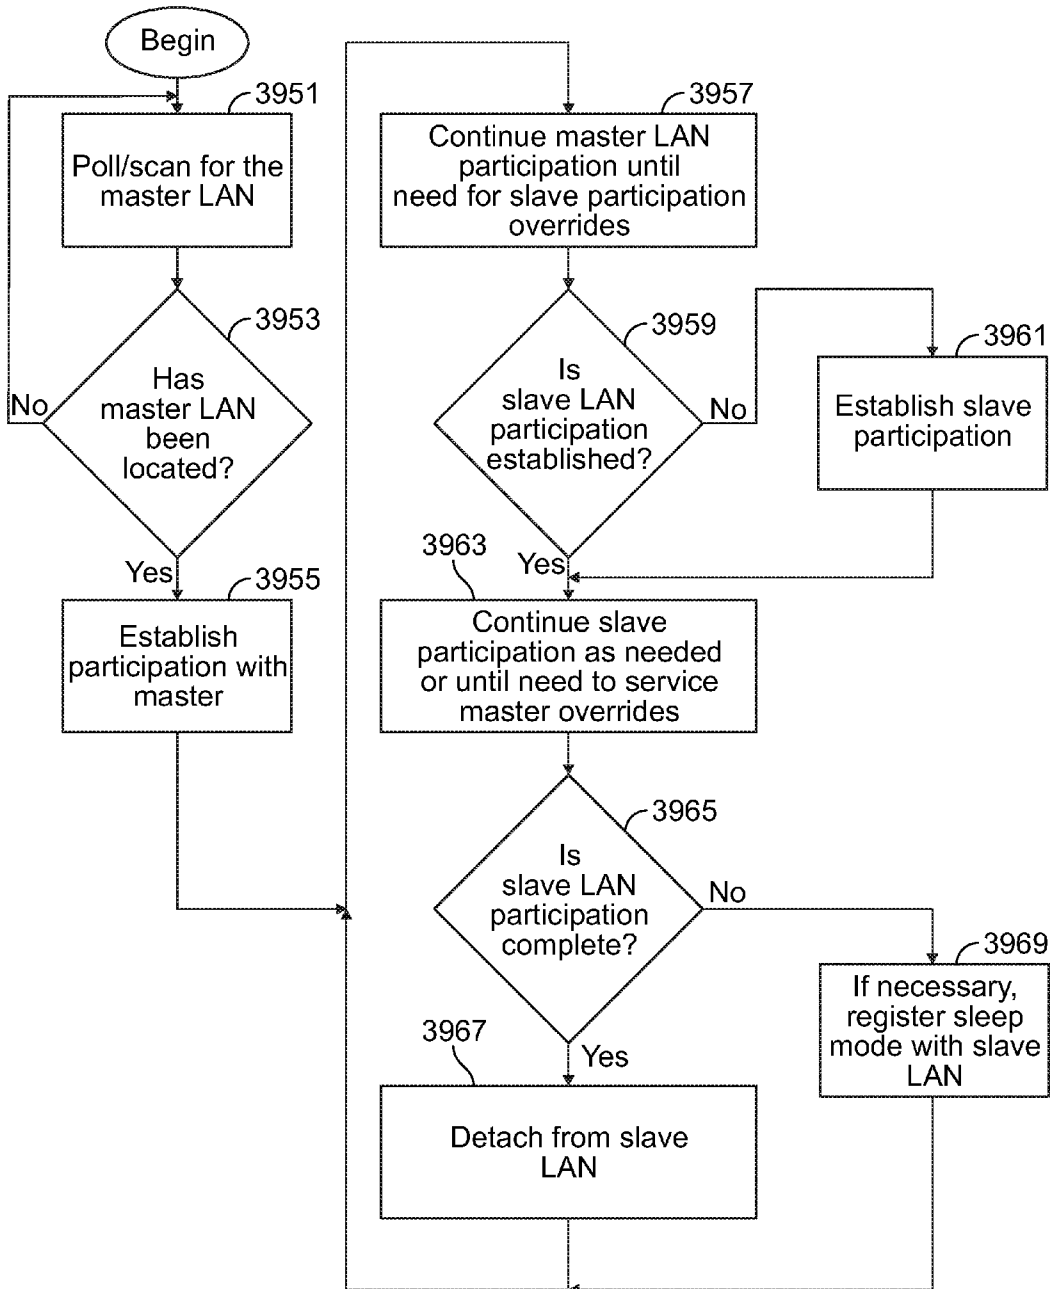 Begin
3951
Poll/scan for the
master LAN
3953
Has
master LAN
been
located?
No
Yes
3955
Establish
participation with
master
3957
Continue master LAN
participation until
need for slave participation
overrides
3959
Is
slave LAN
participation
established?
No
3961
Establish slave
participation
Yes
3963
Continue slave
participation as needed
or until need to service
master overrides
3965
Is
slave LAN
participation
complete?
No
3969
If necessary,
register sleep
mode with slave
LAN
Yes
3967
Detach from slave
LAN